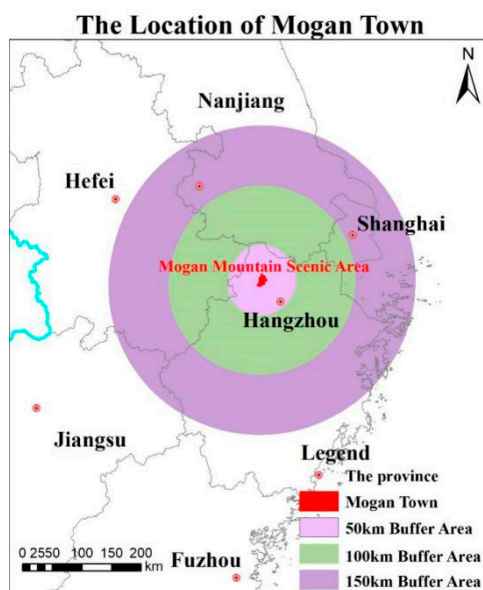 The Location of Mogan Town
N
Nanjiang
Hefei
Shanghai
Mogan Mountain Scenic Area
Hangzhou
Jiangsu
Legend
The province
Mogan Town
50km Buffer Area
100km Buffer Area
150km Buffer Area
Fuzhou
0 2550 100 150 200
km